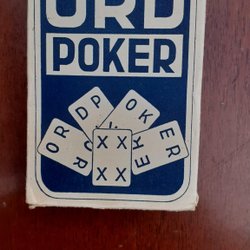 ORD
POKER
O R D P O K E R
O R K E
X X
X X